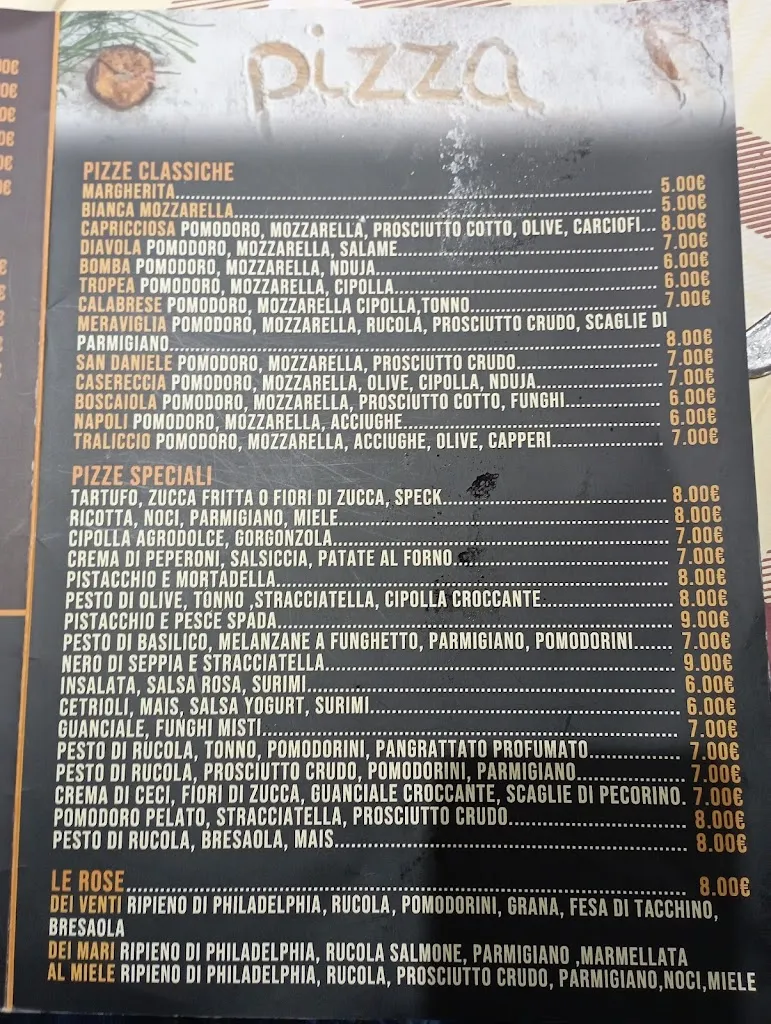 pizza
PIZZE CLASSICHE
MARGHERITA 5.00€
BIANCA MOZZARELLA 5.00€
CAPRICCIOSA POMODORO, MOZZARELLA, PROSCIUTTO COTTO, OLIVE, CARCIOFI... 8.00€
DIAVOLA POMODORO, MOZZARELLA, SALAME 7.00€
BOMBA POMODORO, MOZZARELLA, NDUJA 6.00€
TROPEA POMODORO, MOZZARELLA, CIPOLLA 6.00€
CALABRESE POMODORO, MOZZARELLA CIPOLLA,TONNO 7.00€
MERAVIGLIA POMODORO, MOZZARELLA, RUCOLA, PROSCIUTTO CRUDO, SCAGLIE DI
PARMIGIANO 8.00€
SAN DANIELE POMODORO, MOZZARELLA, PROSCIUTTO CRUDO 7.00€
CASERECCIA POMODORO, MOZZARELLA, OLIVE, CIPOLLA, NDUJA 7.00€
BOSCAIOLA POMODORO, MOZZARELLA, PROSCIUTTO COTTO, FUNGHI 6.00€
NAPOLI POMODORO, MOZZARELLA, ACCIUGHE 6.00€
TRALICCIO POMODORO, MOZZARELLA, ACCIUGHE, OLIVE, CAPPERI 7.00€
PIZZE SPECIALI
TARTUFO, ZUCCA FRITTA O FIORI DI ZUCCA, SPECK 8.00€
RICOTTA, NOCI, PARMIGIANO, MIELE 8.00€
CIPOLLA AGRODOLCE, GORGONZOLA 7.00€
CREMA DI PEPERONI, SALSICCIA, PATATE AL FORNO 7.00€
PISTACCHIO E MORTADELLA 8.00€
PESTO DI OLIVE, TONNO ,STRACCIATELLA, CIPOLLA CROCCANTE 8.00€
PISTACCHIO E PESCE SPADA 9.00€
PESTO DI BASILICO, MELANZANE A FUNGHETTO, PARMIGIANO, POMODORINI 7.00€
NERO DI SEPPIA E STRACCIATELLA 9.00€
INSALATA, SALSA ROSA, SURIMI 6.00€
CETRIOLI, MAIS, SALSA YOGURT, SURIMI 6.00€
GUANCIALE, FUNGHI MISTI 7.00€
PESTO DI RUCOLA, TONNO, POMODORINI, PANGRATTATO PROFUMATO 7.00€
PESTO DI RUCOLA, PROSCIUTTO CRUDO, POMODORINI, PARMIGIANO 7.00€
CREMA DI CECI, FIORI DI ZUCCA, GUANCIALE CROCCANTE, SCAGLIE DI PECORINO. 7.00€
POMODORO PELATO, STRACCIATELLA, PROSCIUTTO CRUDO 8.00€
PESTO DI RUCOLA, BRESAOLA, MAIS 8.00€
LE ROSE 8.00€
DEI VENTI RIPIENO DI PHILADELPHIA, RUCOLA, POMODORINI, GRANA, FESA DI TACCHINO,
BRESAOLA
DEI MARI RIPIENO DI PHILADELPHIA, RUCOLA SALMONE, PARMIGIANO ,MARMELLATA
AL MIELE RIPIENO DI PHILADELPHIA, RUCOLA, PROSCIUTTO CRUDO, PARMIGIANO,NOCI,MIELE